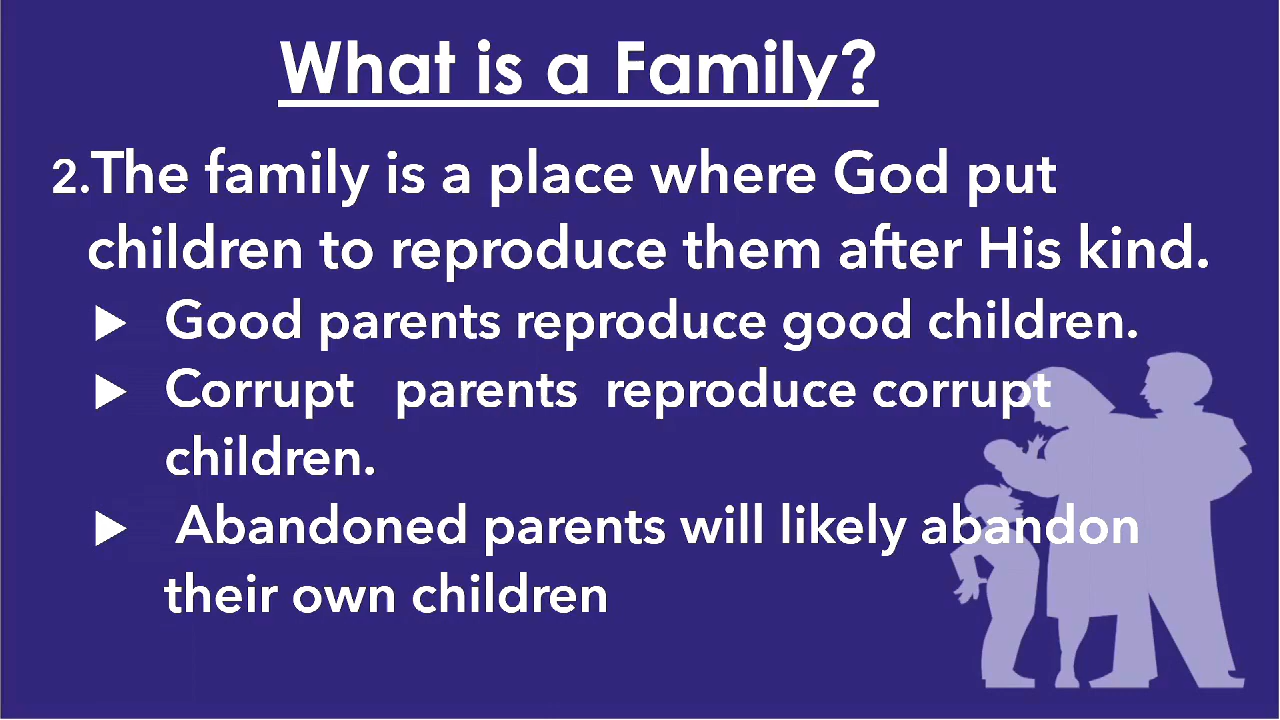 What is a Family?
2.The family is a place where God put
children to reproduce them after His kind.
▶ Good parents reproduce good children.
▶ Corrupt parents reproduce corrupt
children.
▶ Abandoned parents will likely abandon
their own children